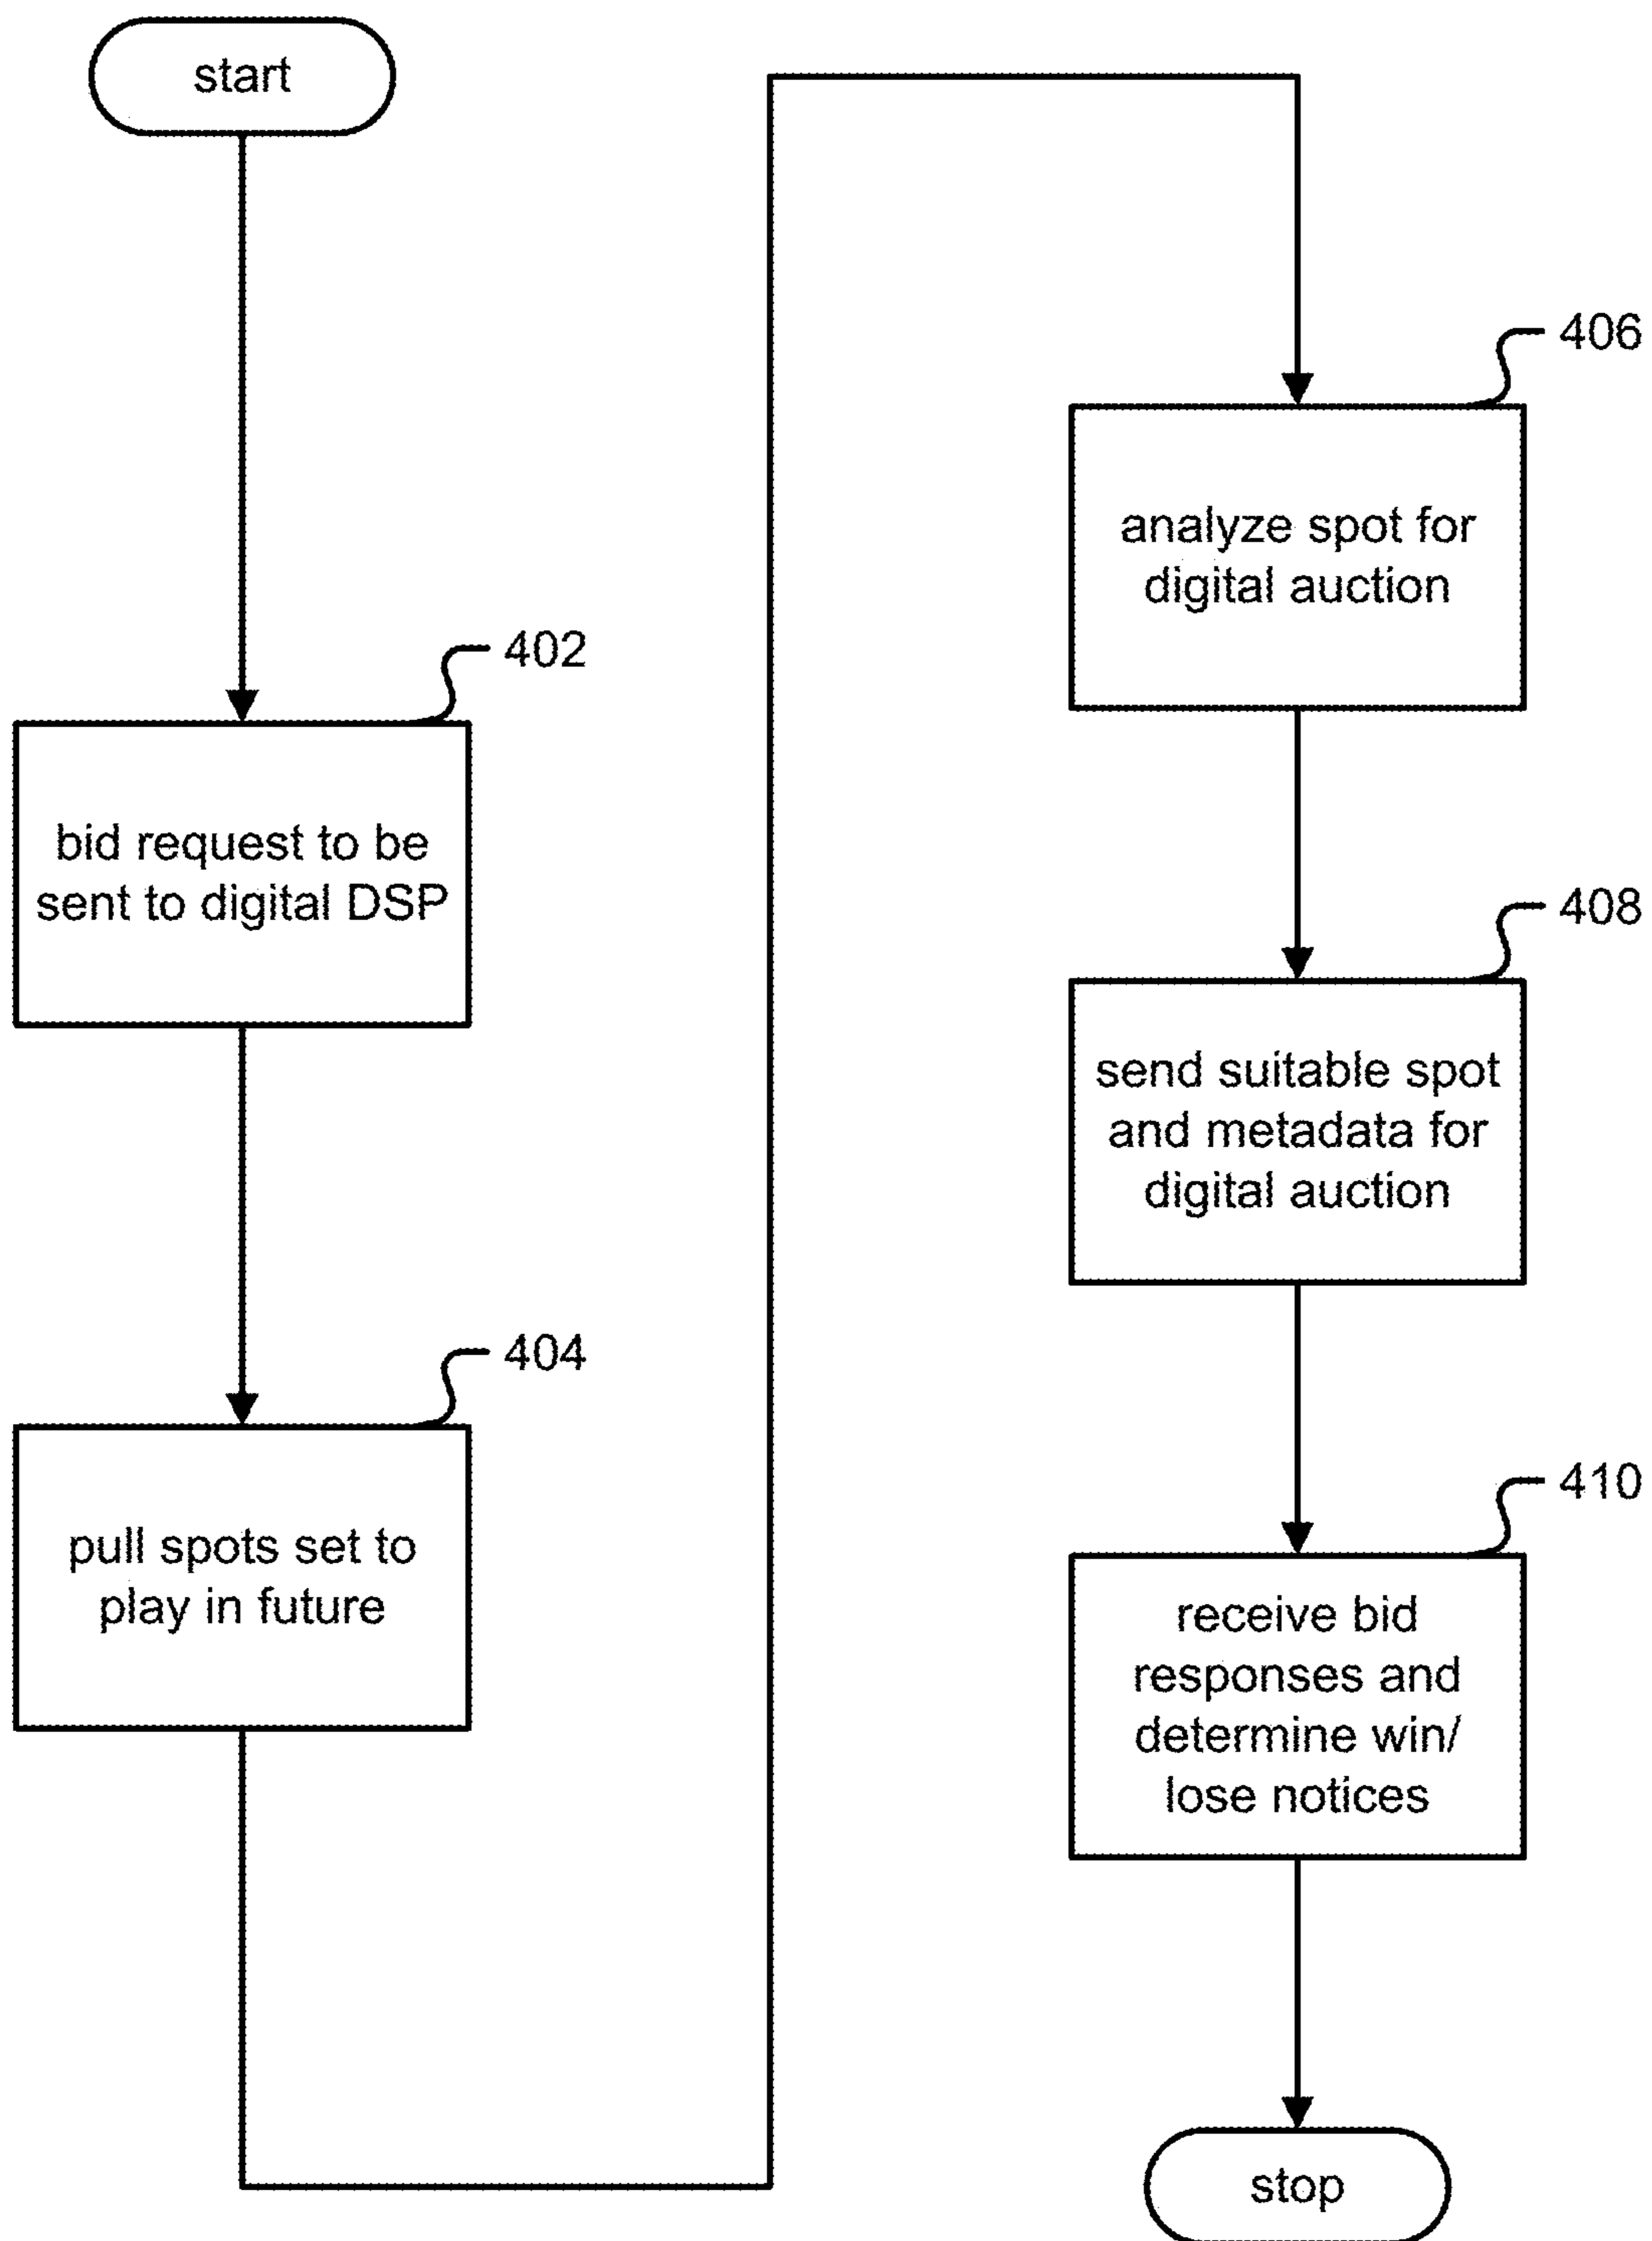 start
402
bid request to be
sent to digital DSP
404
pull spots set to
play in future
406
analyze spot for
digital auction
408
send suitable spot
and metadata for
digital auction
410
receive bid
responses and
determine win/
lose notices
stop